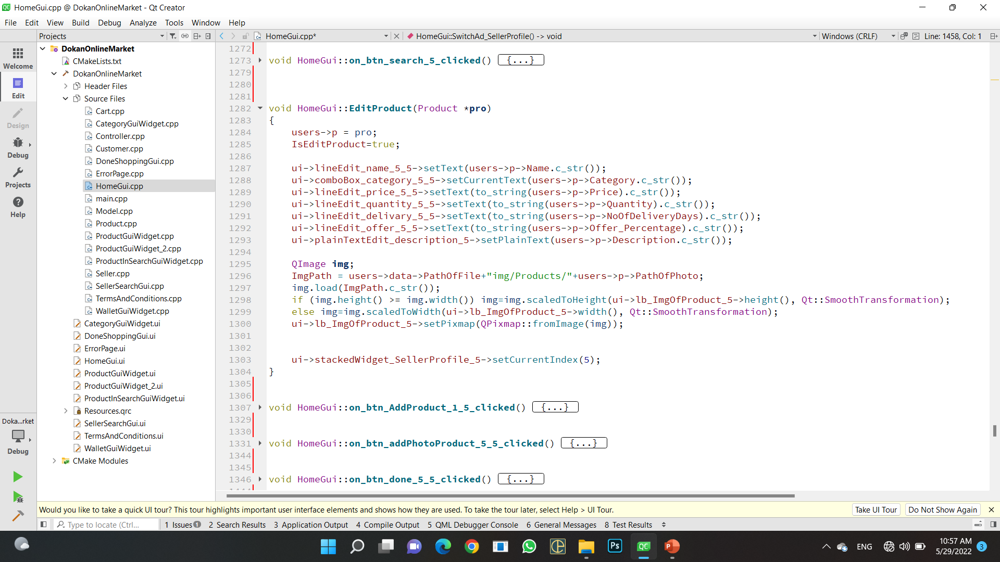 HomeGui.cpp @ DokanOnlineMarket - Qt Creator
File Edit View Build Debug Analyze Tools Window Help
Projects
HomeGui.cpp*
HomeGui::SwitchAd_SellerProfile() -> void
Windows (CRLF)
Line: 1458, Col: 1
Welcome
Edit
Design
Debug
Projects
Help
Doka...rket
Debug
DokanOnlineMarket
CMakeLists.txt
DokanOnlineMarket
Header Files
Source Files
Cart.cpp
CategoryGuiWidget.cpp
Controller.cpp
Customer.cpp
DoneShoppingGui.cpp
ErrorPage.cpp
HomeGui.cpp
main.cpp
Model.cpp
Product.cpp
ProductGuiWidget.cpp
ProductGuiWidget_2.cpp
ProductInSearchGuiWidget.cpp
Seller.cpp
SellerSearchGui.cpp
TermsAndConditions.cpp
WalletGuiWidget.cpp
CategoryGuiWidget.ui
DoneShoppingGui.ui
ErrorPage.ui
HomeGui.ui
ProductGuiWidget.ui
ProductGuiWidget_2.ui
ProductInSearchGuiWidget.ui
Resources.qrc
SellerSearchGui.ui
TermsAndConditions.ui
WalletGuiWidget.ui
CMake Modules
1272
1273 void HomeGui::on_btn_search_5_clicked() {...}
1279
1280
1281
1282 void HomeGui::EditProduct(Product *pro)
1283 {
1284 users->p = pro;
1285 IsEditProduct=true;
1286
1287 ui->lineEdit_name_5_5->setText(users->p->Name.c_str());
1288 ui->comboBox_category_5_5->setCurrentText(users->p->Category.c_str());
1289 ui->lineEdit_price_5_5->setText(to_string(users->p->Price).c_str());
1290 ui->lineEdit_quantity_5_5->setText(to_string(users->p->Quantity).c_str());
1291 ui->lineEdit_delivary_5_5->setText(to_string(users->p->NoOfDeliveryDays).c_str());
1292 ui->lineEdit_offer_5_5->setText(to_string(users->p->Offer_Percentage).c_str());
1293 ui->plainTextEdit_description_5->setPlainText(users->p->Description.c_str());
1294
1295 QImage img;
1296 ImgPath = users->data->PathOfFile+"img/Products/"+users->p->PathOfPhoto;
1297 img.load(ImgPath.c_str());
1298 if (img.height() >= img.width()) img=img.scaledToHeight(ui->lb_ImgOfProduct_5->height(), Qt::SmoothTransformation);
1299 else img=img.scaledToWidth(ui->lb_ImgOfProduct_5->width(), Qt::SmoothTransformation);
1300 ui->lb_ImgOfProduct_5->setPixmap(QPixmap::fromImage(img));
1301
1302
1303 ui->stackedWidget_SellerProfile_5->setCurrentIndex(5);
1304 }
1305
1306
1307 void HomeGui::on_btn_AddProduct_1_5_clicked() {...}
1329
1330
1331 void HomeGui::on_btn_addPhotoProduct_5_5_clicked() {...}
1344
1345
1346 void HomeGui::on_btn_done_5_5_clicked() {...}
Would you like to take a quick UI tour? This tour highlights important user interface elements and shows how they are used. To take the tour later, select Help > UI Tour.
Take UI Tour
Do Not Show Again
Type to locate (Ctrl...
1 Issues 1
2 Search Results
3 Application Output
4 Compile Output
5 QML Debugger Console
6 General Messages
8 Test Results
Ps
QC
P
ENG
10:57 AM
5/29/2022
3